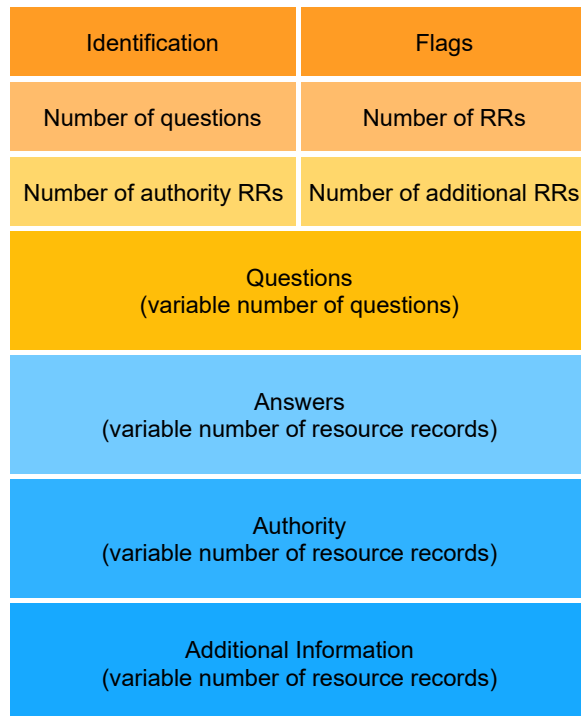 Identification
Flags
Number of questions
Number of RRs
Number of authority RRs
Number of additional RRs
Questions
(variable number of questions)
Answers
(variable number of resource records)
Authority
(variable number of resource records)
Additional Information
(variable number of resource records)